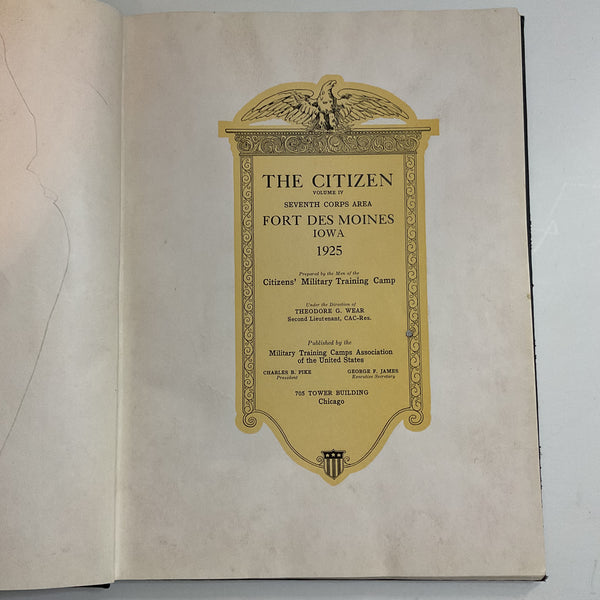 THE CITIZEN
VOLUME IV
SEVENTH CORPS AREA
FORT DES MOINES
IOWA
1925
Prepared by the Men of the
Citizens' Military Training Camp
Under the Direction of
THEODORE G. WEAR
Second Lieutenant, CAC-Res.
Published by the
Military Training Camps Association
of the United States
CHARLES B. PIKE GEORGE F. JAMES
President Executive Secretary
705 TOWER BUILDING
Chicago